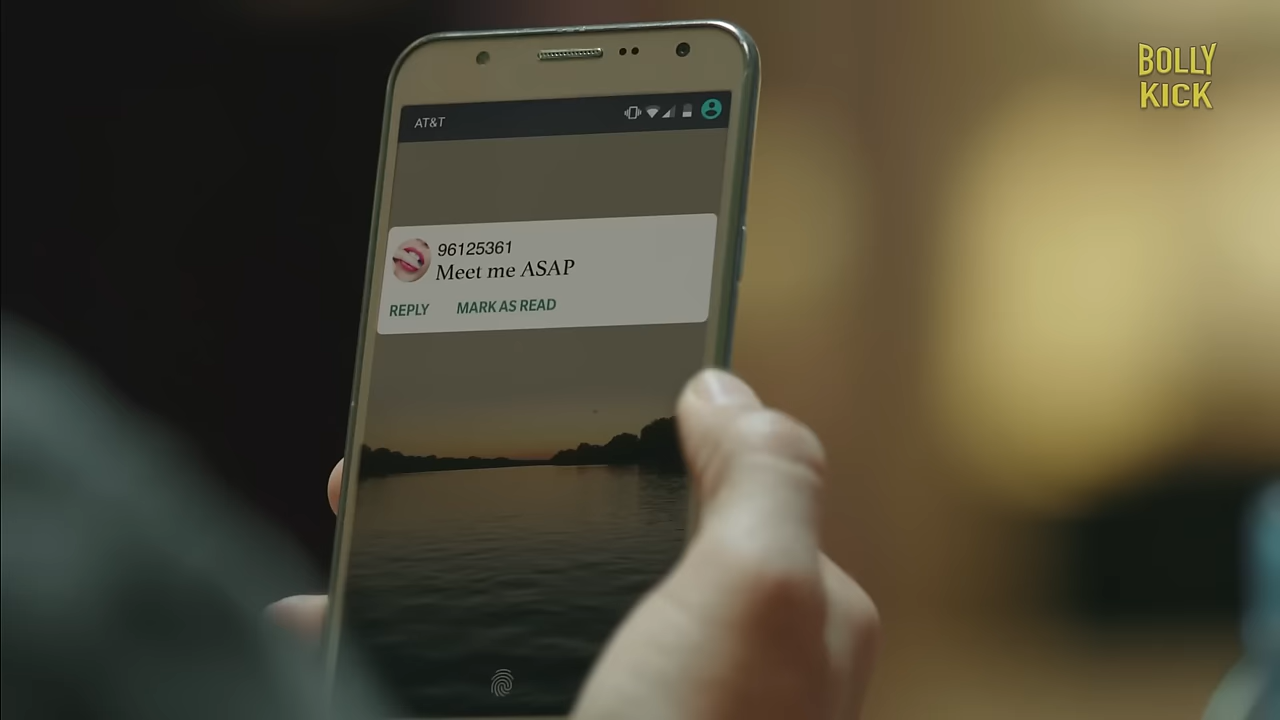 BOLLY
KICK
AT&T
96125361
Meet me ASAP
REPLY MARK AS READ